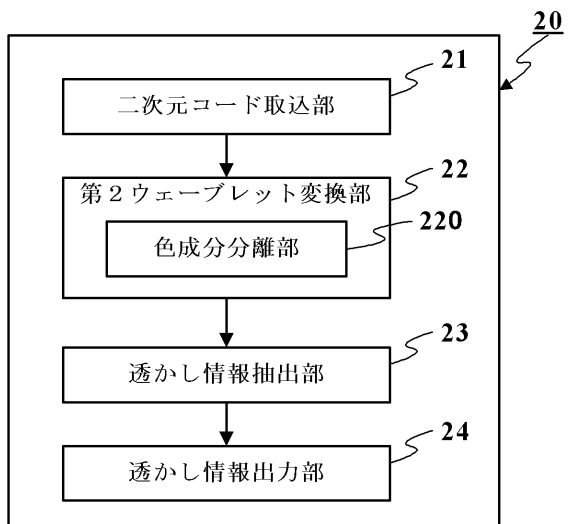 20
21
二次元コード取込部
22
第２ウェーブレット変換部
220
色成分分離部
23
透かし情報抽出部
24
透かし情報出力部